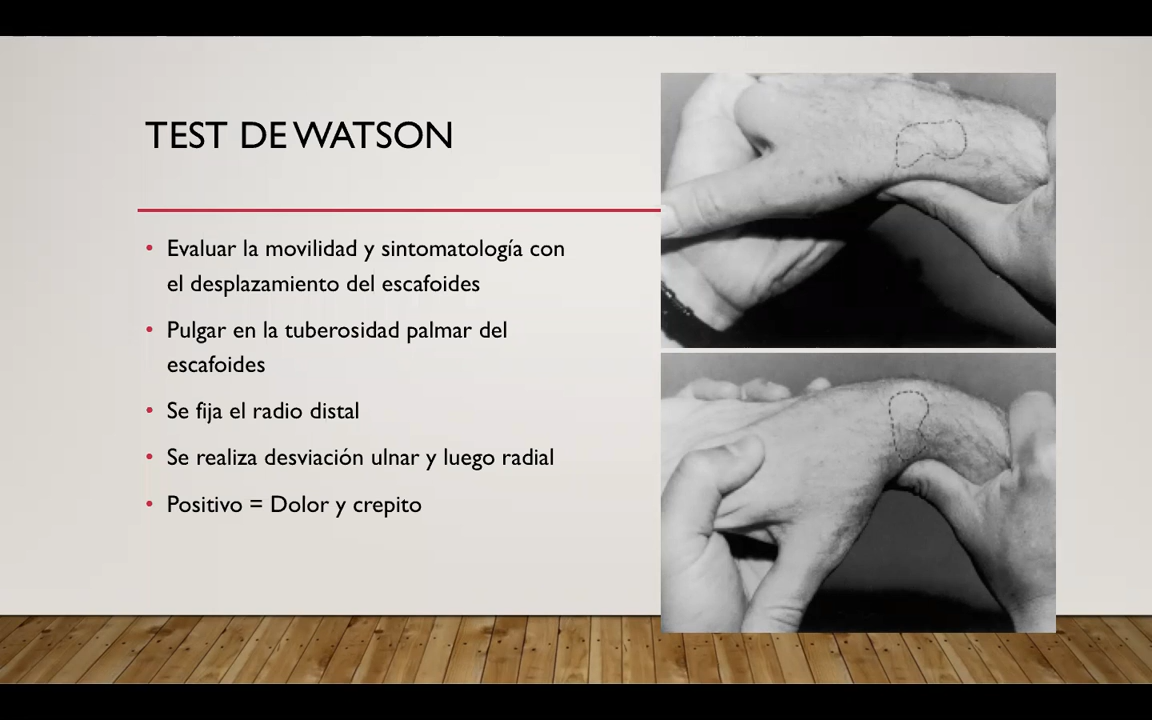 TEST DE WATSON
• Evaluar la movilidad y sintomatología con
el desplazamiento del escafoides
• Pulgar en la tuberosidad palmar del
escafoides
• Se fija el radio distal
• Se realiza desviación ulnar y luego radial
• Positivo = Dolor y crepito